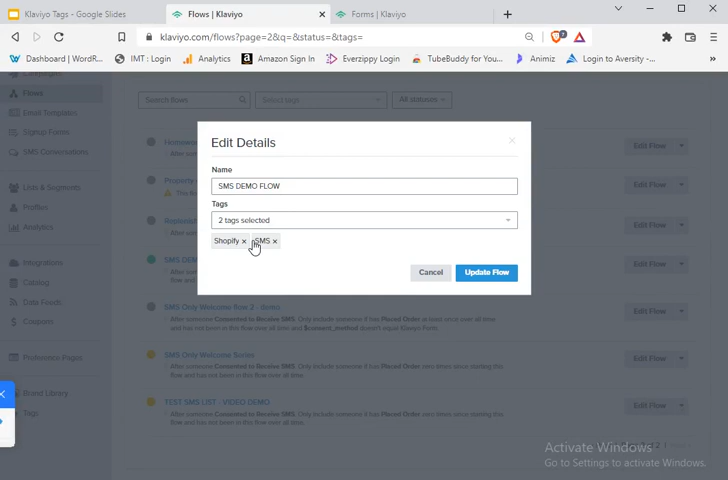 Klaviyo Tags - Google Slides
Flows | Klaviyo
Forms | Klaviyo
klaviyo.com/flows?page=2&q=&status=&tags=
Dashboard | WordPR...
IMT : Login
Analytics
Amazon Sign In
Everzippy Login
TubeBuddy for You...
Animiz
Login to Aversity -...
Campaigns
Flows
Search flows
Select tags
All statuses
Email Templates
Signup Forms
SMS Conversations
Edit Flow
Edit Details
Name
SMS DEMO FLOW
Edit Flow
Tags
Lists & Segments
2 tags selected
Edit Flow
Profiles
Analytics
Shopify
SMS
Integrations
SMS DEM
Edit Flow
Cancel
Update Flow
Catalog
Data Feeds
SMS Only Welcome flow 2 - demo
Edit Flow
After someone Consented to Receive SMS. Only include someone if has Placed Order at least once over all time
Coupons
and has not been in this flow over all time and $consent_method doesn't equal Klaviyo Form.
Preference Pages
SMS Only Welcome Series
Edit Flow
After someone Consented to Receive SMS. Only include someone if has Placed Order zero times since starting this
flow and has not been in this flow over all time.
Brand Library
TEST SMS LIST : VIDEO DEMO
Edit Flow
Tags
After someone Consented to Receive SMS. Only include someone if has Placed Order zero times since starting this
flow and has not been in this flow over all time.
Activate Windows
Go to Settings to activate Windows.